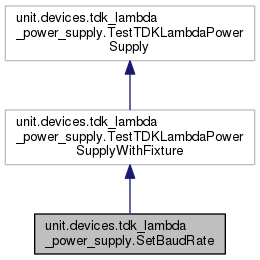 unit.devices.tdk_lambda
_power_supply.TestTDKLambdaPower
Supply
unit.devices.tdk_lambda
_power_supply.TestTDKLambdaPower
SupplyWithFixture
unit.devices.tdk_lambda
_power_supply.SetBaudRate